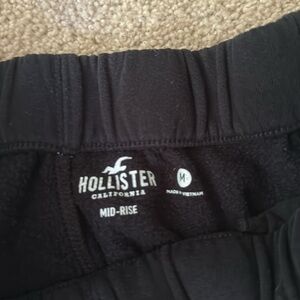 HOLLISTER
CALIFORNIA
MID-RISE
M
MADE IN VIETNAM